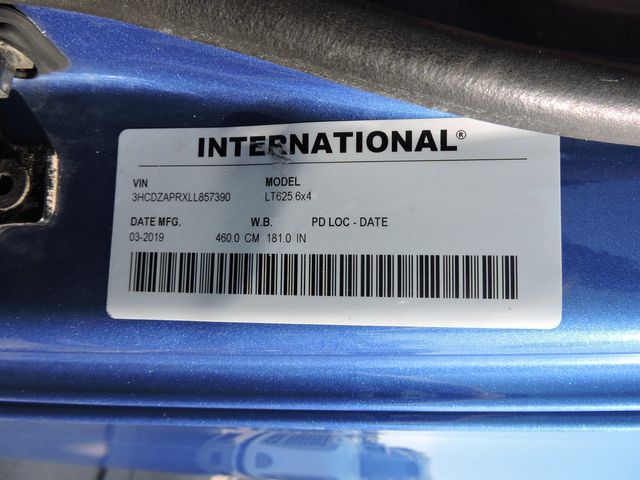 INTERNATIONAL®
VIN MODEL
3HCDZAPRXLL857390 LT625 6x4
DATE MFG. W.B. PD LOC - DATE
03-2019 460.0 CM 181.0 IN